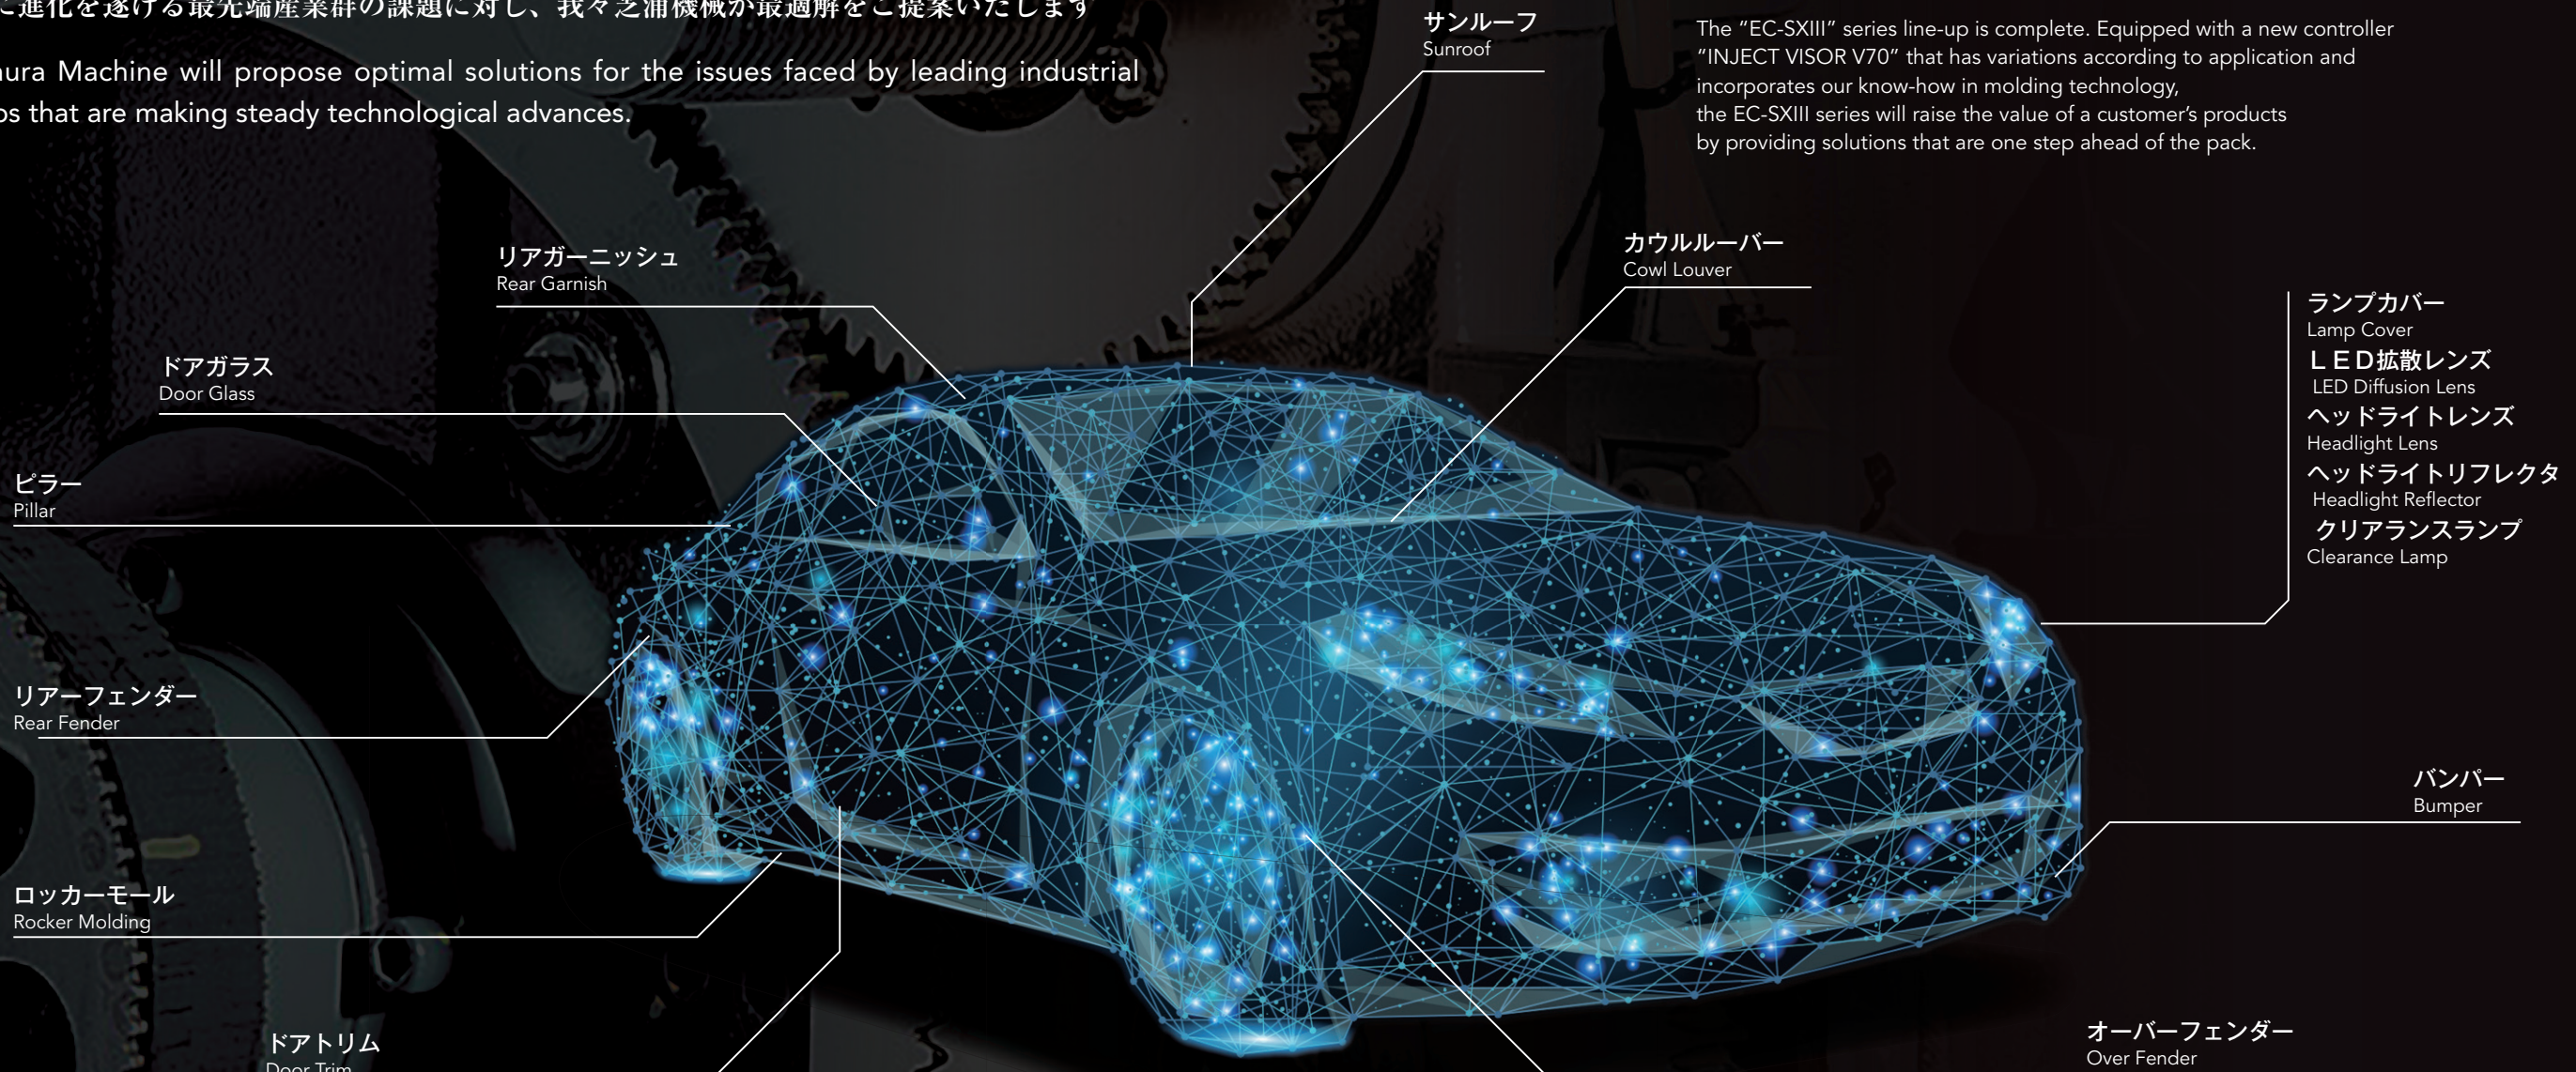 進化を遂げる最先端産業群の課題に対し、我々芝浦機械が最適解をご提案いたします
Machine will propose optimal solutions for the issues faced by leading industrial
that are making steady technological advances.
The “EC-SXIII” series line-up is complete. Equipped with a new controller
“INJECT VISOR V70” that has variations according to application and
incorporates our know-how in molding technology,
the EC-SXIII series will raise the value of a customer’s products
by providing solutions that are one step ahead of the pack.
サンルーフ
Sunroof
リアガーニッシュ
Rear Garnish
カウルルーバー
Cowl Louver
ドアガラス
Door Glass
ランプカバー
Lamp Cover
ＬＥＤ拡散レンズ
LED Diffusion Lens
ヘッドライトレンズ
Headlight Lens
ヘッドライトリフレクタ
Headlight Reflector
クリアランスランプ
Clearance Lamp
ピラー
Pillar
リアーフェンダー
Rear Fender
バンパー
Bumper
ロッカーモール
Rocker Molding
ドアトリム
Door Trim
オーバーフェンダー
Over Fender